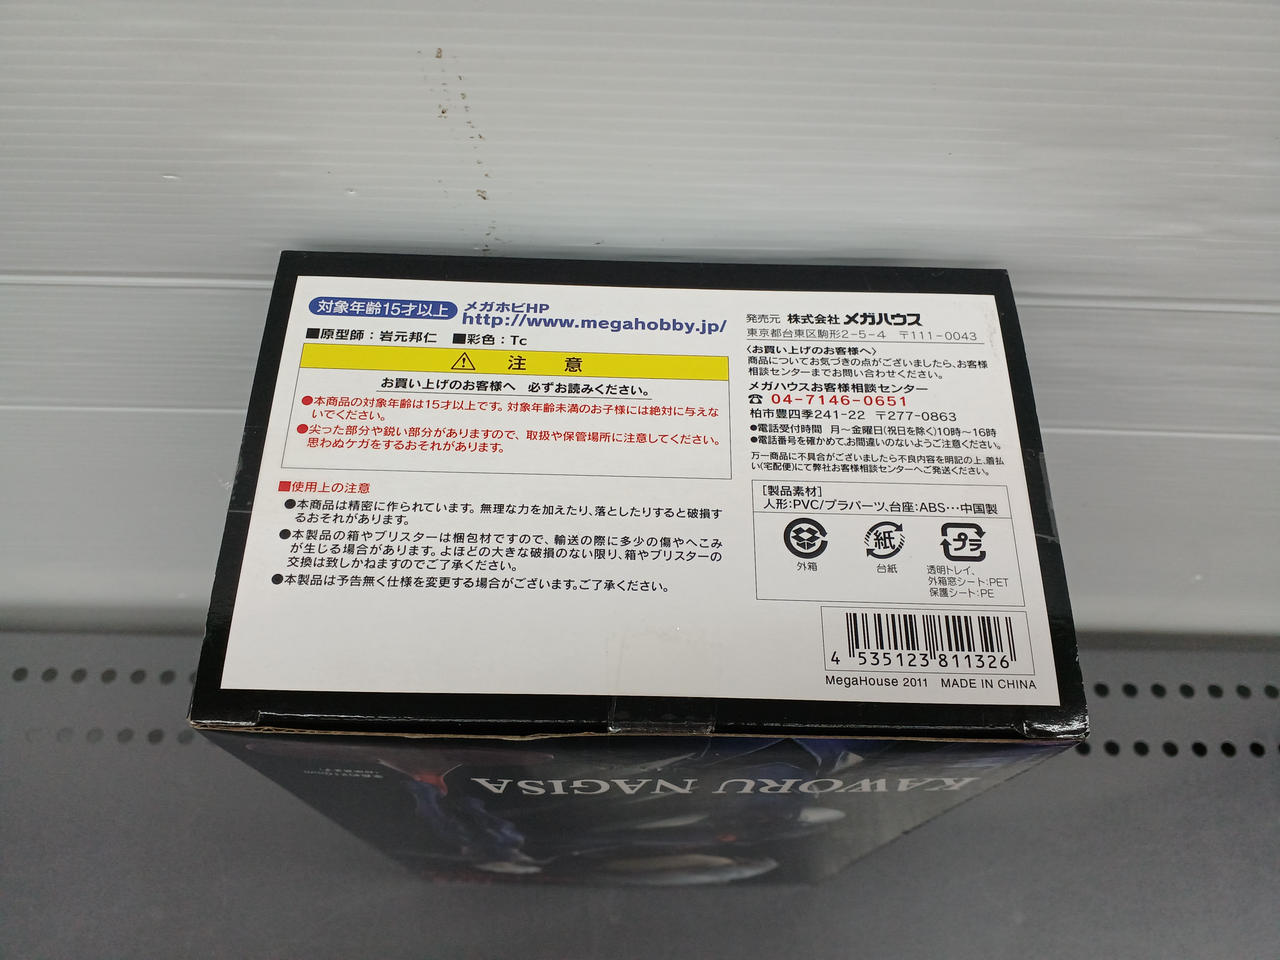 対象年齢15才以上
メガホビHP
http://www.megahobby.jp/
■原型師：岩元邦仁　■彩色：Tc
注　意
お買い上げのお客様へ　必ずお読みください。
●本商品の対象年齢は15才以上です。対象年齢未満のお子様には絶対に与えな
いでください。
●尖った部分や鋭い部分がありますので、取扱や保管場所に注意してください。
思わぬケガをするおそれがあります。
■使用上の注意
●本商品は精密に作られています。無理な力を加えたり、落としたりすると破損す
るおそれがあります。
●本製品の箱やブリスターは梱包材ですので、輸送の際に多少の傷やへこみ
が生じる場合があります。よほどの大きな破損のない限り、箱やブリスターの
交換は致しかねますのでご了承ください。
●本製品は予告無く仕様を変更する場合がございます。ご了承ください。
発売元　株式会社 メガハウス
東京都台東区駒形2-5-4　〒111-0043
〈お買い上げのお客様へ〉
商品についてお気づきの点がございましたら、お客様
相談センターまでお問い合わせください。
メガハウスお客様相談センター
☎ 04-7146-0651
柏市豊四季241-22　〒277-0863
●電話受付時間　月～金曜日(祝日を除く)10時～16時
●電話番号を確かめて、お間違いのないようご注意ください。
万一商品に不具合がございましたら不良内容を明記の上、着払
い(宅配便)にて弊社お客様相談センターへご発送ください。
[製品素材]
人形：PVC/プラパーツ、台座：ABS…中国製
外箱
紙
台紙
プラ
透明トレイ、
外箱窓シート：PET
保護シート：PE
4 535123 811326
MegaHouse 2011　MADE IN CHINA
KAWORU NAGISA